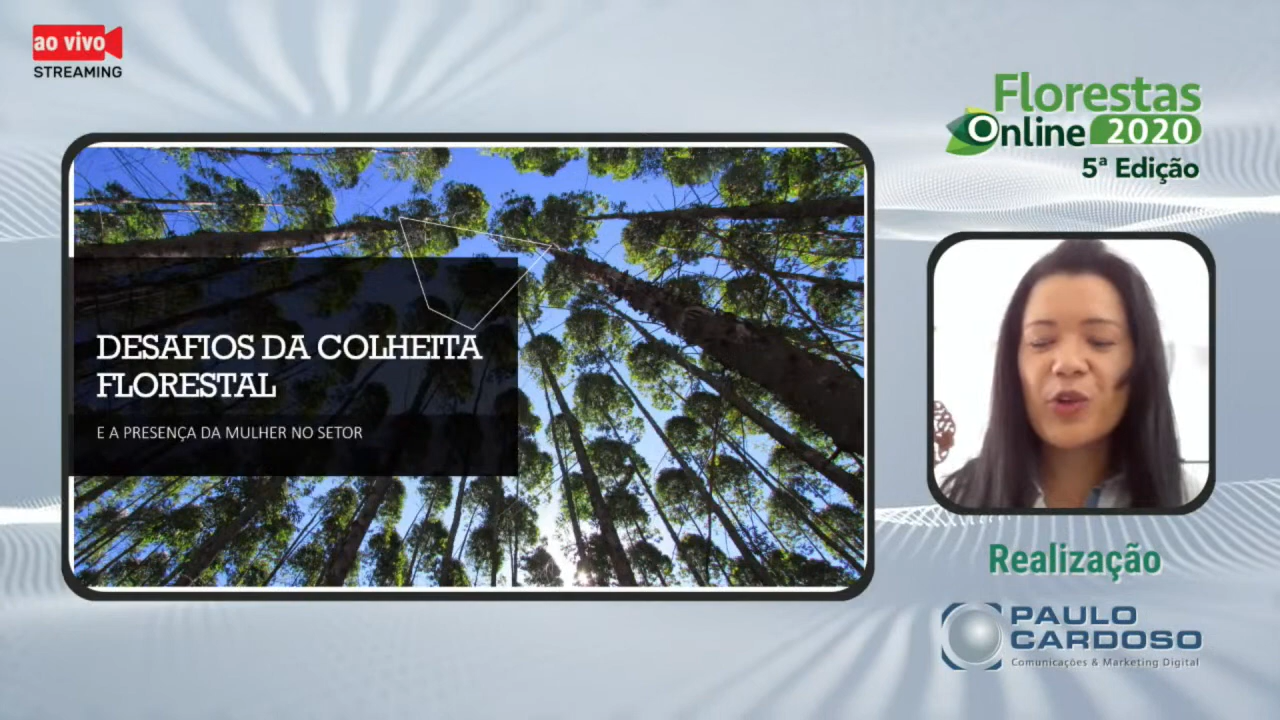 ao vivo
STREAMING
Florestas
Online 2020
5ª Edição
DESAFIOS DA COLHEITA
FLORESTAL
E A PRESENÇA DA MULHER NO SETOR
Realização
PAULO
CARDOSO
Comunicações & Marketing Digital